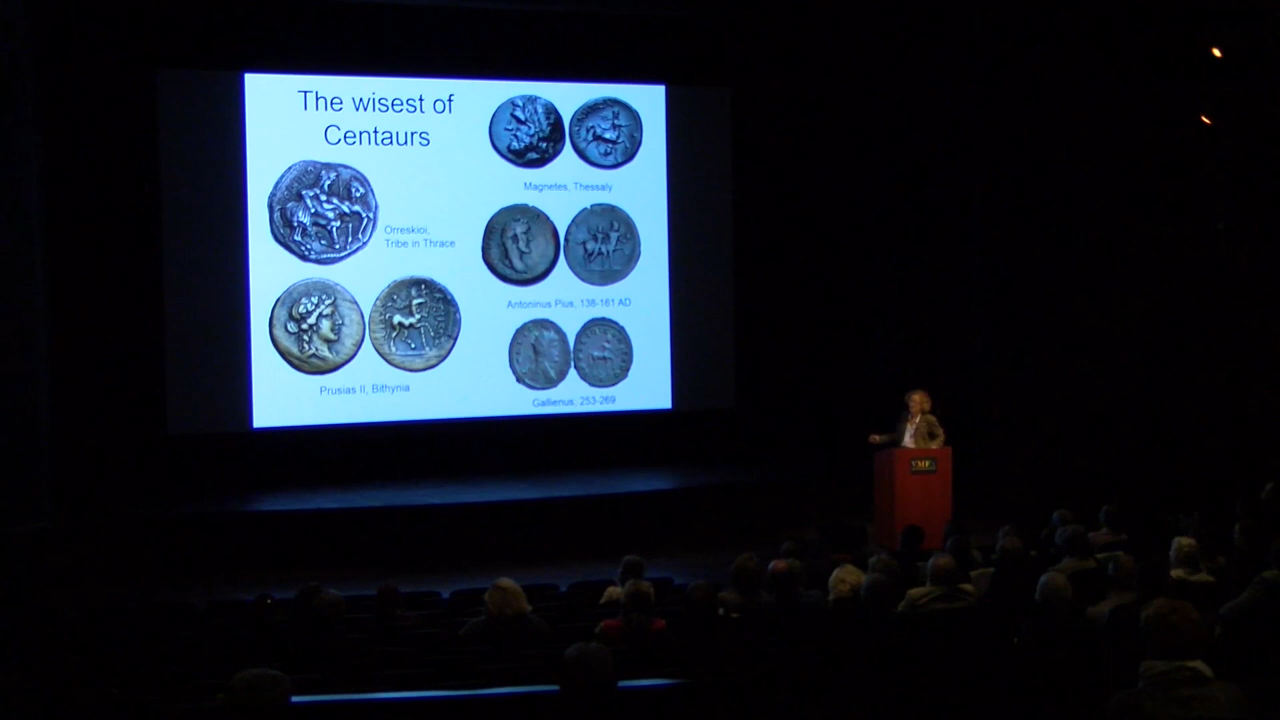 The wisest of
Centaurs
Magnetes, Thessaly
Orreskioi,
Tribe in Thrace
Antoninus Pius, 138-161 AD
Prusias II, Bithynia
Gallienus, 253-269
VMFA